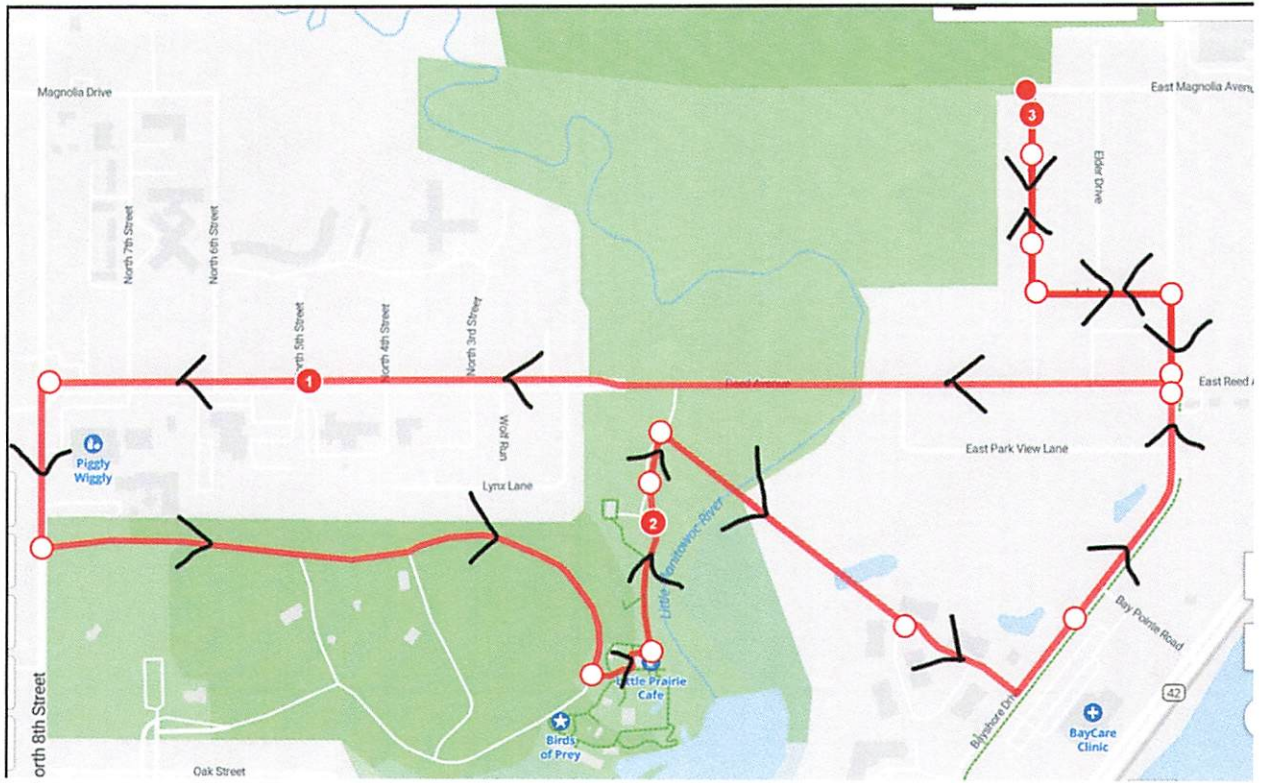 Magnolia Drive
East Magnolia Avenu
3
Elder Drive
North 7th Street
North 6th Street
orth 5th Street
North 4th Street
North 3rd Street
1
Reed Avenue
East Reed A
Piggly
Wiggly
Wolf Run
Lynx Lane
East Park View Lane
2
Little Manitowoc River
Bay Pointe Road
Little Prairie
Cafe
Birds
of Prey
Bayshore Dri
BayCare
Clinic
42
orth 8th Street
Oak Street